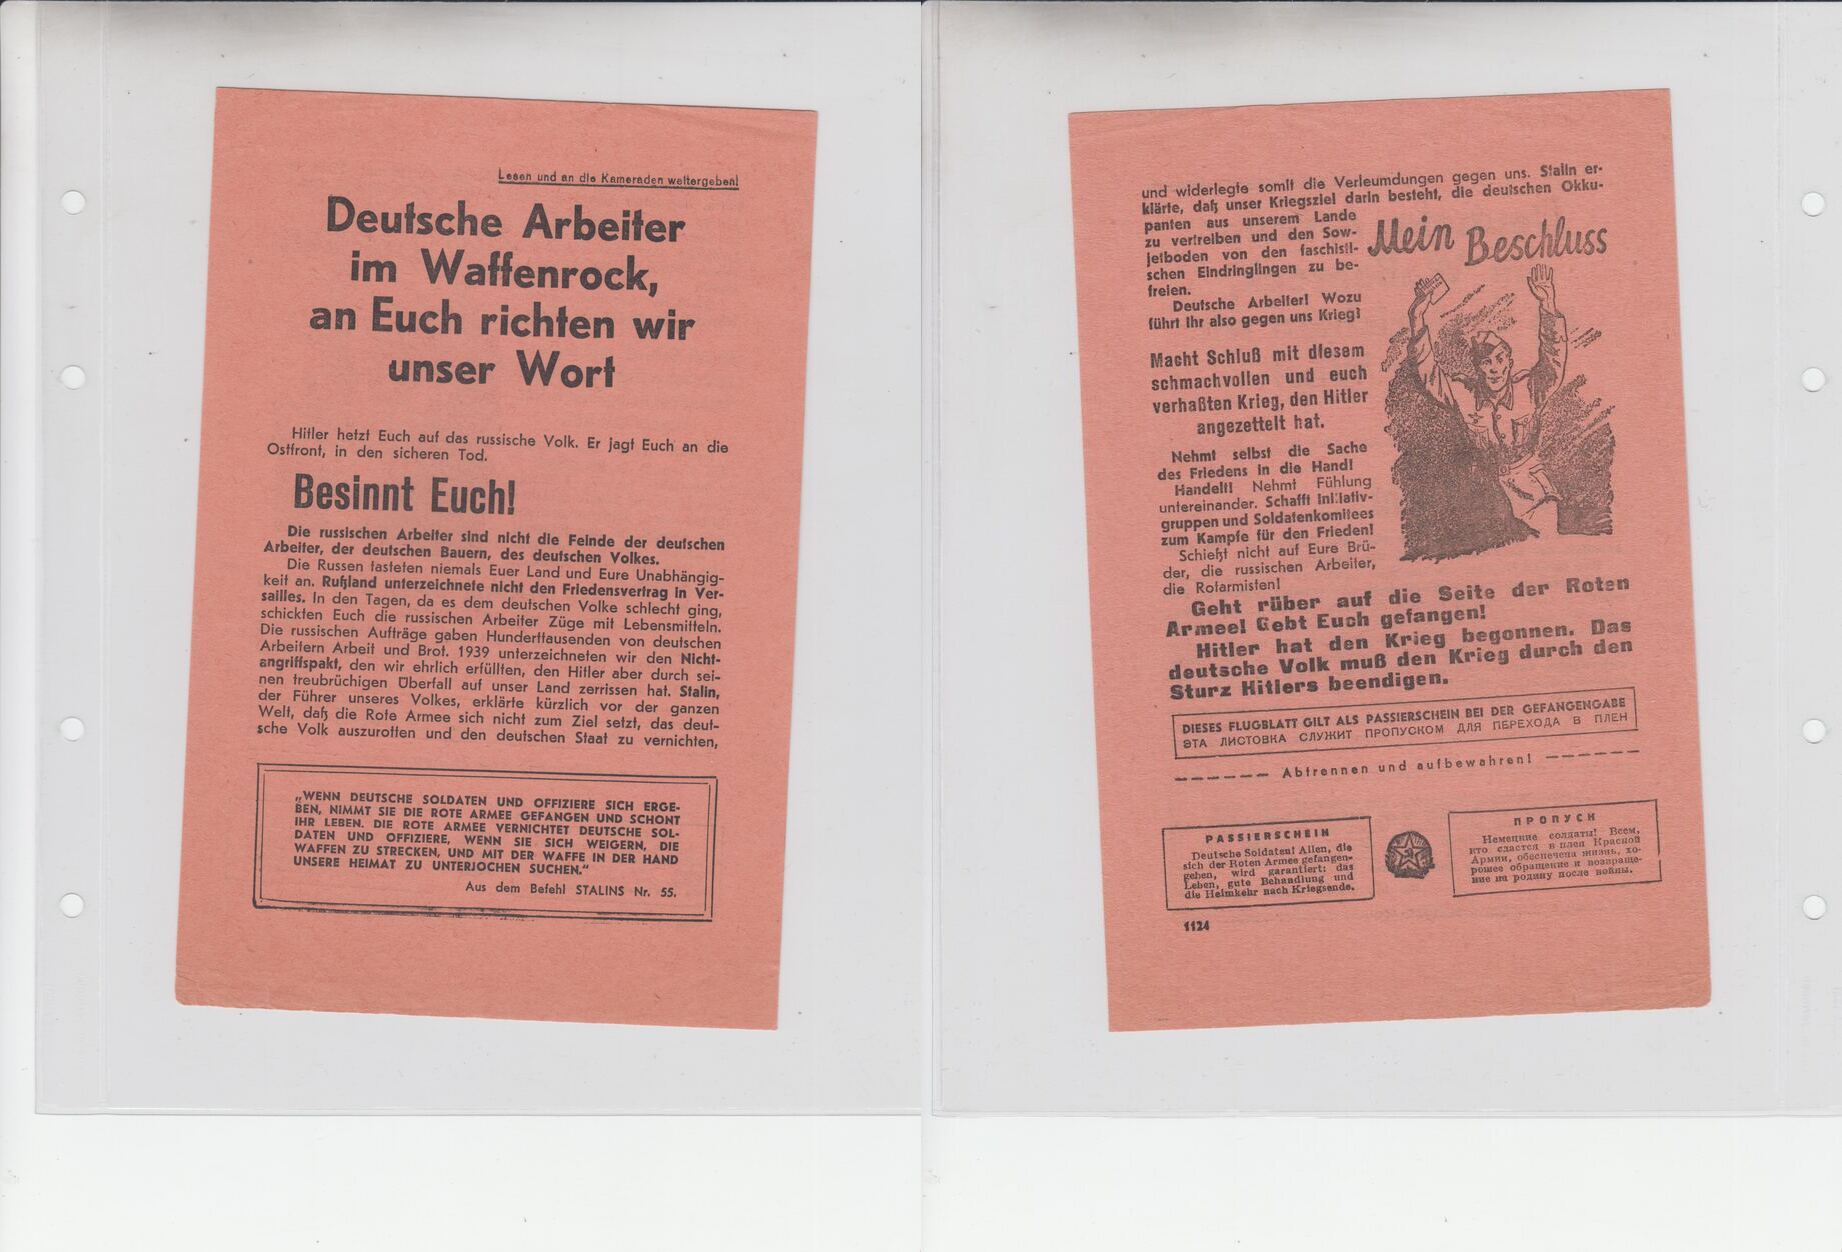 Lesen und an die Kameraden weitergeben!
Deutsche Arbeiter
im Waffenrock,
an Euch richten wir
unser Wort
Hitler hetzt Euch auf das russische Volk. Er jagt Euch an die
Ostfront, in den sicheren Tod.
Besinnt Euch!
Die russischen Arbeiter sind nicht die Feinde der deutschen
Arbeiter, der deutschen Bauern, des deutschen Volkes.
Die Russen tasteten niemals Euer Land und Eure Unabhängig-
keit an. Rußland unterzeichnete nicht den Friedensvertrag in Ver-
sailles. In den Tagen, da es dem deutschen Volke schlecht ging,
schickten Euch die russischen Arbeiter Züge mit Lebensmitteln.
Die russischen Aufträge gaben Hunderttausenden von deutschen
Arbeitern Arbeit und Brot. 1939 unterzeichneten wir den Nicht-
angriffspakt, den wir ehrlich erfüllten, den Hitler aber durch sei-
nen treubrüchigen Überfall auf unser Land zerrissen hat. Stalin,
der Führer unseres Volkes, erklärte kürzlich vor der ganzen
Welt, daß die Rote Armee sich nicht zum Ziel setzt, das deut-
sche Volk auszurotten und den deutschen Staat zu vernichten,
„WENN DEUTSCHE SOLDATEN UND OFFIZIERE SICH ERGE-
BEN, NIMMT SIE DIE ROTE ARMEE GEFANGEN UND SCHONT
IHR LEBEN. DIE ROTE ARMEE VERNICHTET DEUTSCHE SOL-
DATEN UND OFFIZIERE, WENN SIE SICH WEIGERN, DIE
WAFFEN ZU STRECKEN, UND MIT DER WAFFE IN DER HAND
UNSERE HEIMAT ZU UNTERJOCHEN SUCHEN.“
Aus dem Befehl STALINS Nr. 55.
und widerlegte somit die Verleumdungen gegen uns. Stalin er-
klärte, daß unser Kriegsziel darin besteht, die deutschen Okku-
panten aus unserem Lande
zu vertreiben und den Sow-
jetboden von den faschisti-
schen Eindringlingen zu be-
freien.
Mein Beschluss
Deutsche Arbeiter! Wozu
führt Ihr also gegen uns Krieg?
Macht Schluß mit diesem
schmachvollen und euch
verhaßten Krieg, den Hitler
angezettelt hat.
Nehmt selbst die Sache
des Friedens in die Hand!
Handelt! Nehmt Fühlung
untereinander. Schafft Initiativ-
gruppen und Soldatenkomitees
zum Kampfe für den Frieden!
Schießt nicht auf Eure Brü-
der, die russischen Arbeiter,
die Rotarmisten!
Geht rüber auf die Seite der Roten
Armee! Gebt Euch gefangen!
Hitler hat den Krieg begonnen. Das
deutsche Volk muß den Krieg durch den
Sturz Hitlers beendigen.
DIESES FLUGBLATT GILT ALS PASSIERSCHEIN BEI DER GEFANGENGABE
ЭТА ЛИСТОВКА СЛУЖИТ ПРОПУСКОМ ДЛЯ ПЕРЕХОДА В ПЛЕН
Abtrennen und aufbewahren!
PASSIERSCHEIN
Deutsche Soldaten! Allen, die
sich der Roten Armee gefangen-
gehen, wird garantiert: das
Leben, gute Behandlung und
die Heimkehr nach Kriegsende.
ПРОПУСК
Немецкие солдаты! Всем,
кто сдастся в плен Красной
Армии, обеспечена жизнь, хо-
рошее обращение и возвраще-
ние на родину после войны.
1124